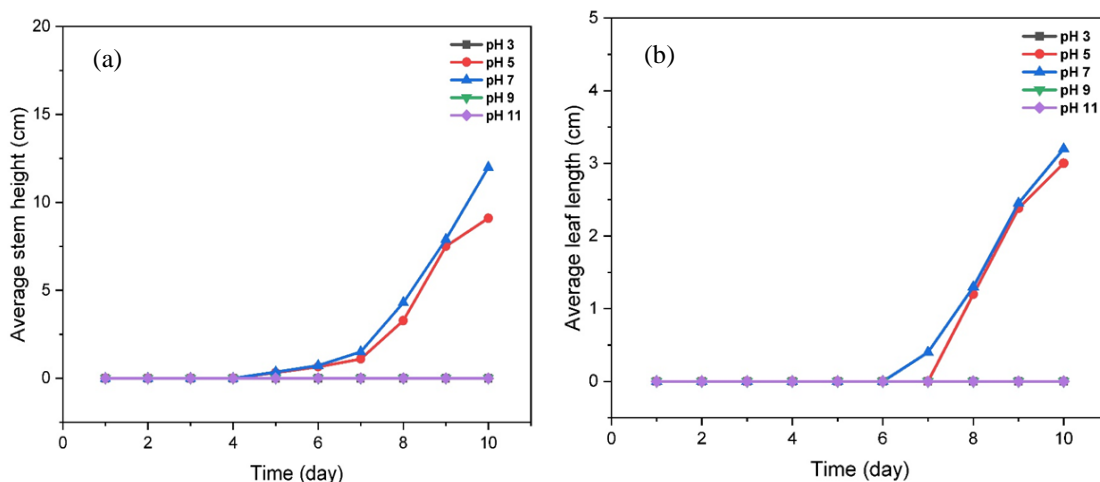 (a)
pH 3
pH 5
pH 7
pH 9
pH 11
20
15
10
5
0
Average stem height (cm)
0 2 4 6 8 10
Time (day)
(b)
pH 3
pH 5
pH 7
pH 9
pH 11
5
4
3
2
1
0
Average leaf length (cm)
0 2 4 6 8 10
Time (day)